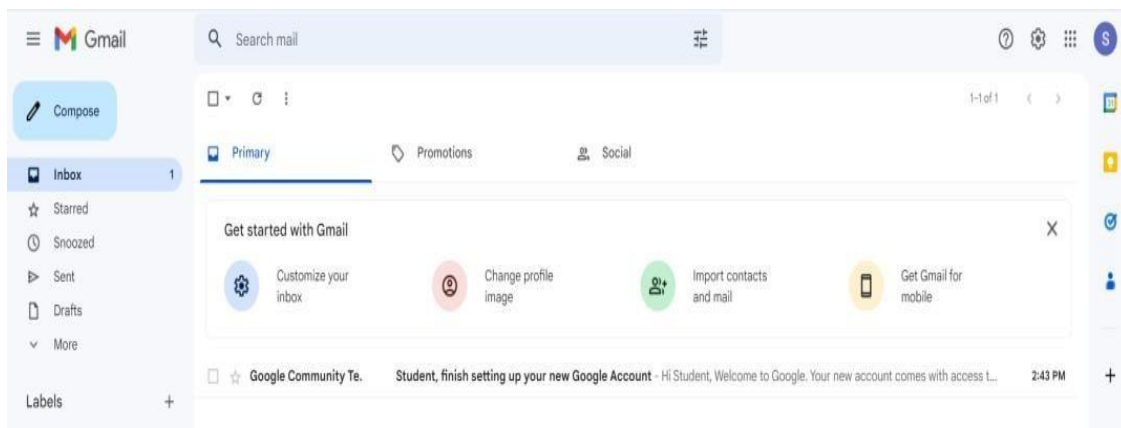 Gmail
Search mail
S
Compose
1-1 of 1
31
Primary
Promotions
Social
Inbox 1
Starred
Snoozed
Sent
Drafts
More
Labels
Get started with Gmail
Customize your
inbox
Change profile
image
Import contacts
and mail
Get Gmail for
mobile
Google Community Te. Student, finish setting up your new Google Account - Hi Student, Welcome to Google. Your new account comes with access t... 2:43 PM